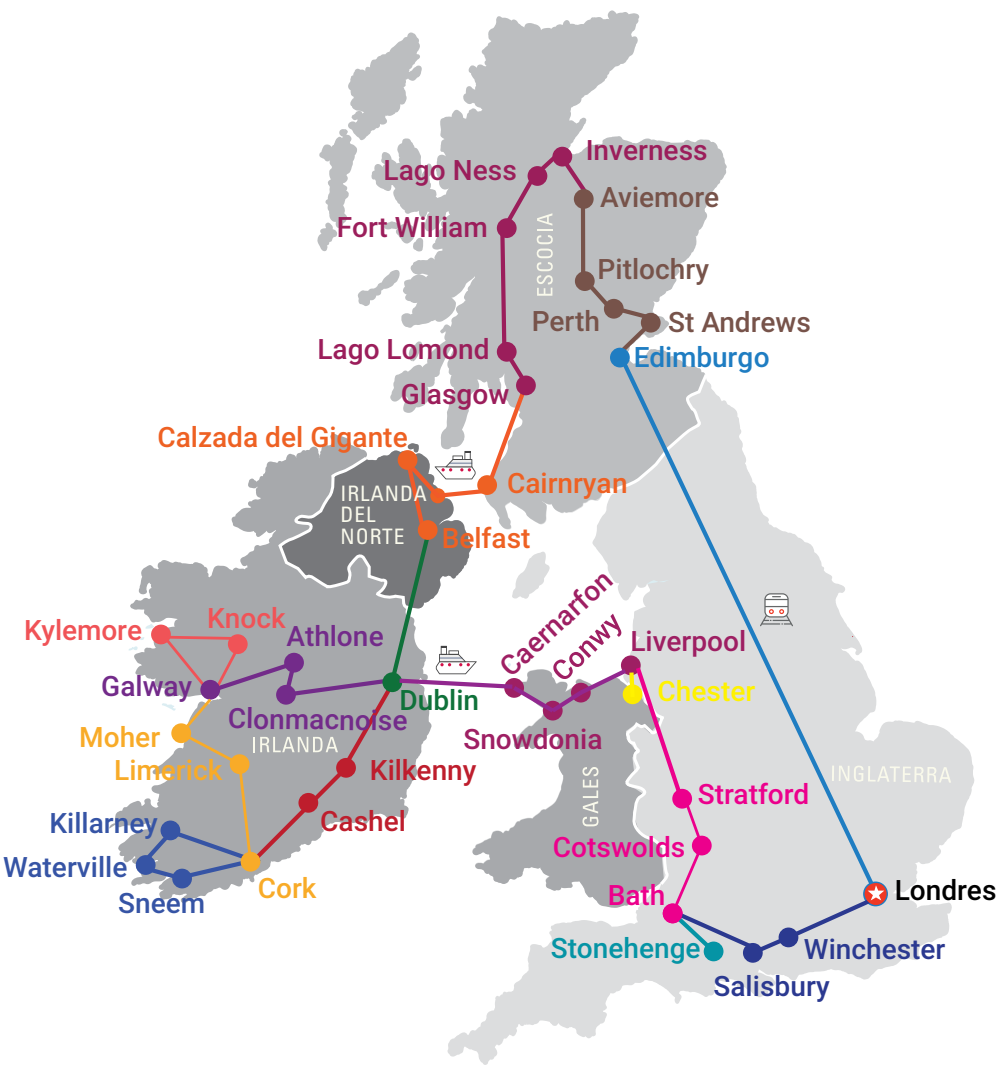 Inverness
Lago Ness
Aviemore
Fort William
ESCOCIA
Pitlochry
Perth
St Andrews
Lago Lomond
Edimburgo
Glasgow
Calzada del Gigante
Cairnryan
IRLANDA
DEL
NORTE
Belfast
Caernarfon
Conwy
Knock
Kylemore
Athlone
Liverpool
Galway
Dublin
Chester
Clonmacnoise
Moher
IRLANDA
Snowdonia
Limerick
Kilkenny
INGLATERRA
GALES
Stratford
Cashel
Killarney
Cotswolds
Waterville
Cork
Sneem
Bath
Londres
Stonehenge
Winchester
Salisbury